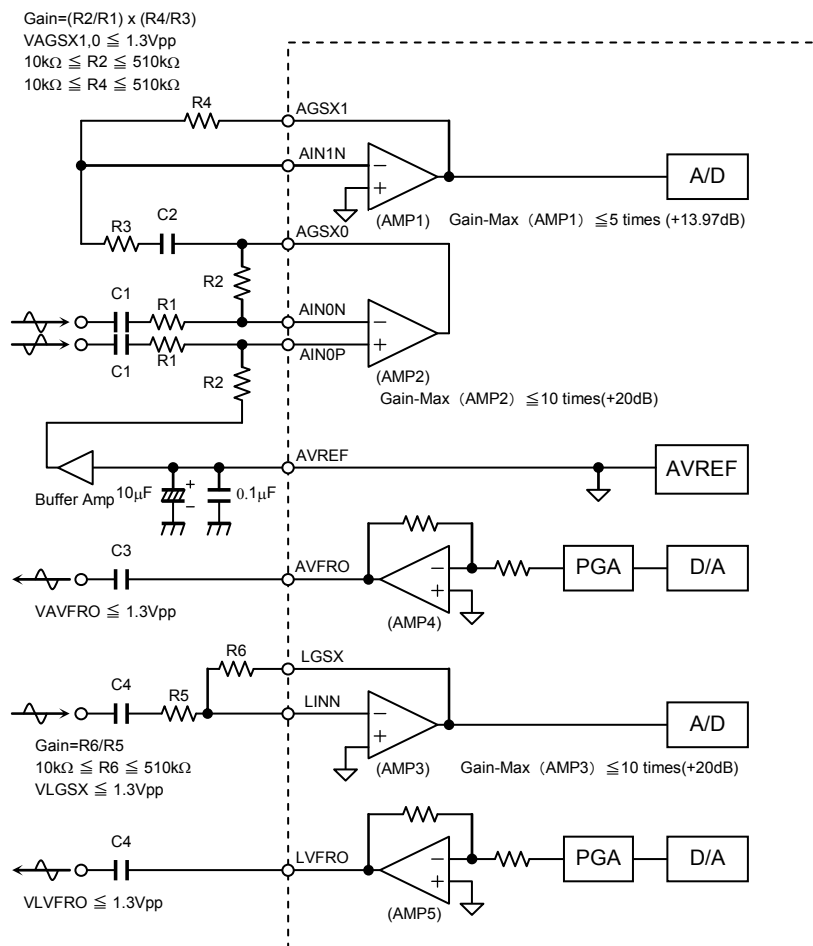 Gain=(R2/R1) x (R4/R3)
VAGSX1,0 ≦ 1.3Vpp
10kΩ ≦ R2 ≦ 510kΩ
10kΩ ≦ R4 ≦ 510kΩ
R4
AGSX1
AIN1N
−
+
A/D
(AMP1)
Gain-Max（AMP1）≦5 times (+13.97dB)
R3
C2
AGSX0
R2
C1
R1
AIN0N
−
+
C1
R1
AIN0P
R2
(AMP2)
Gain-Max（AMP2）≦10 times(+20dB)
AVREF
AVREF
Buffer Amp
10μF
+
−
0.1μF
C3
AVFRO
−
+
PGA
D/A
VAVFRO ≦ 1.3Vpp
(AMP4)
R6
LGSX
C4
R5
LINN
−
+
A/D
Gain=R6/R5
10kΩ ≦ R6 ≦ 510kΩ
VLGSX ≦ 1.3Vpp
(AMP3)
Gain-Max（AMP3）≦10 times(+20dB)
C4
LVFRO
−
+
PGA
D/A
VLVFRO ≦ 1.3Vpp
(AMP5)